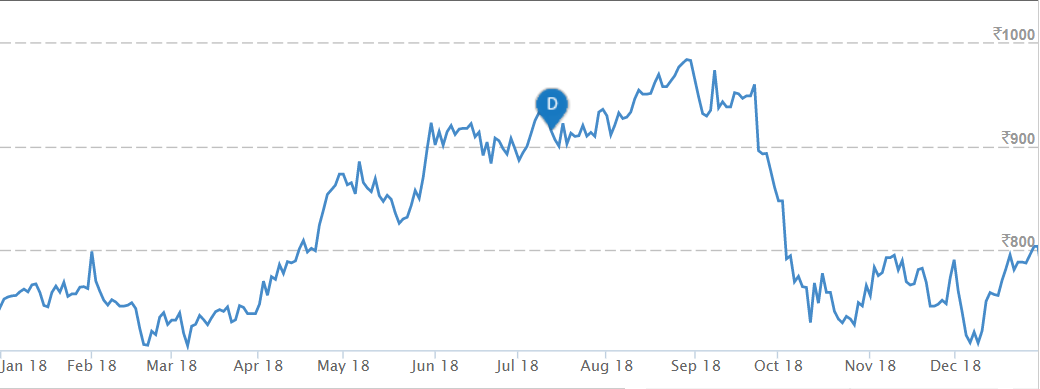 ₹1000
D
₹900
₹800
Jan 18 Feb 18 Mar 18 Apr 18 May 18 Jun 18 Jul 18 Aug 18 Sep 18 Oct 18 Nov 18 Dec 18